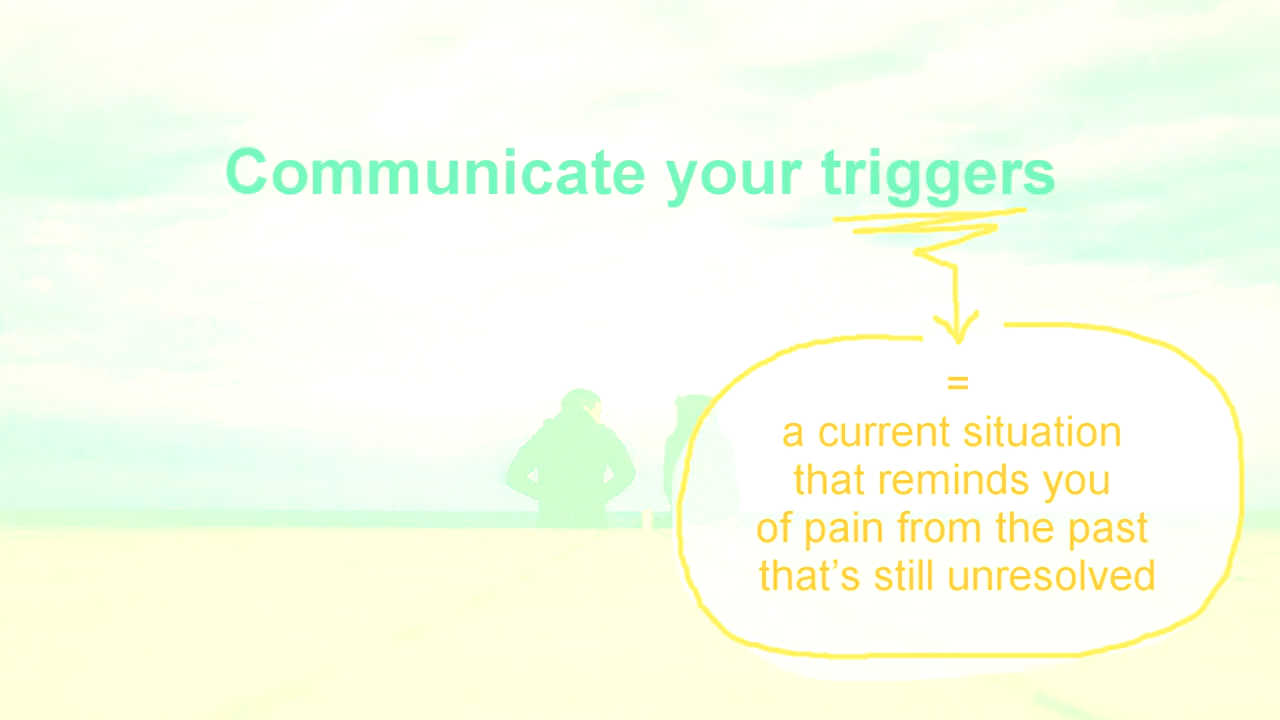 Communicate your triggers
=
a current situation
that reminds you
of pain from the past
that’s still unresolved